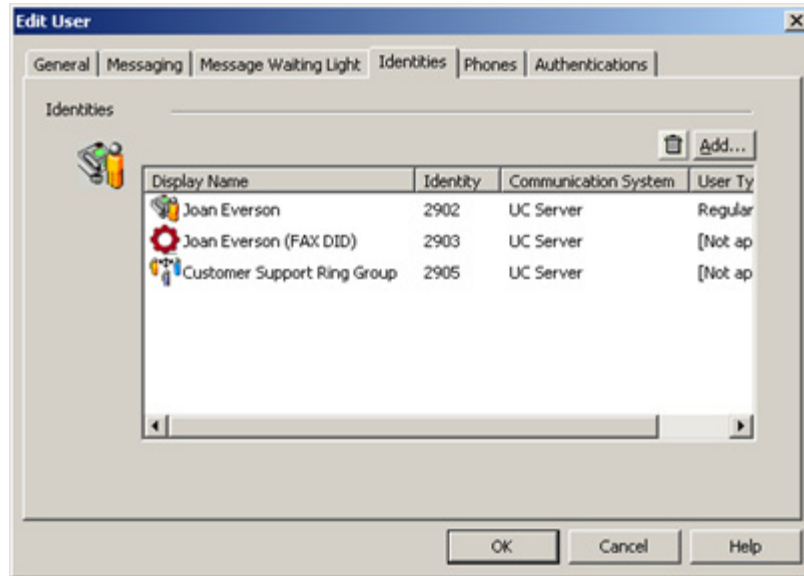 Edit User
General Messaging Message Waiting Light Identities Phones Authentications
Identities
Add...
Display Name Identity Communication System User Ty
Joan Everson 2902 UC Server Regular
Joan Everson (FAX DID) 2903 UC Server [Not ap
Customer Support Ring Group 2905 UC Server [Not ap
OK Cancel Help